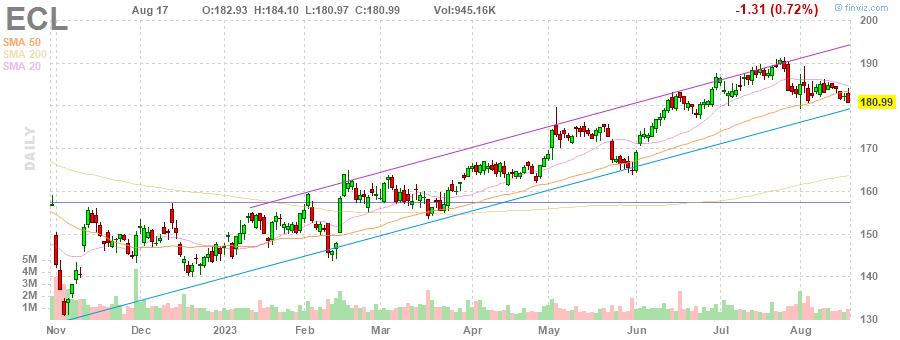 ECL
Aug 17 O:182.93 H:184.10 L:180.97 C:180.99 Vol:945.16K
-1.31 (0.72%)
© finviz.com
SMA 50
SMA 200
SMA 20
DAILY
200
190
180.99
170
160
150
140
130
5M
4M
3M
2M
1M
Nov Dec 2023 Feb Mar Apr May Jun Jul Aug